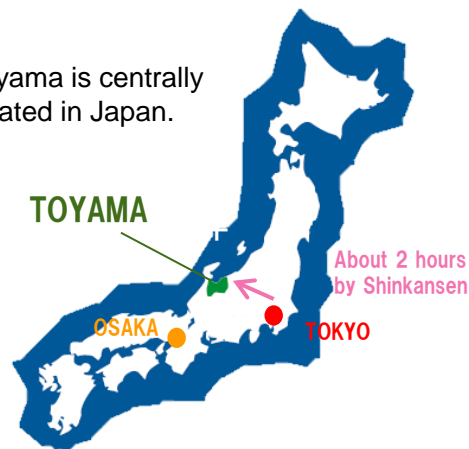 yama is centrally
ated in Japan.
TOYAMA
About 2 hours
by Shinkansen
OSAKA
TOKYO